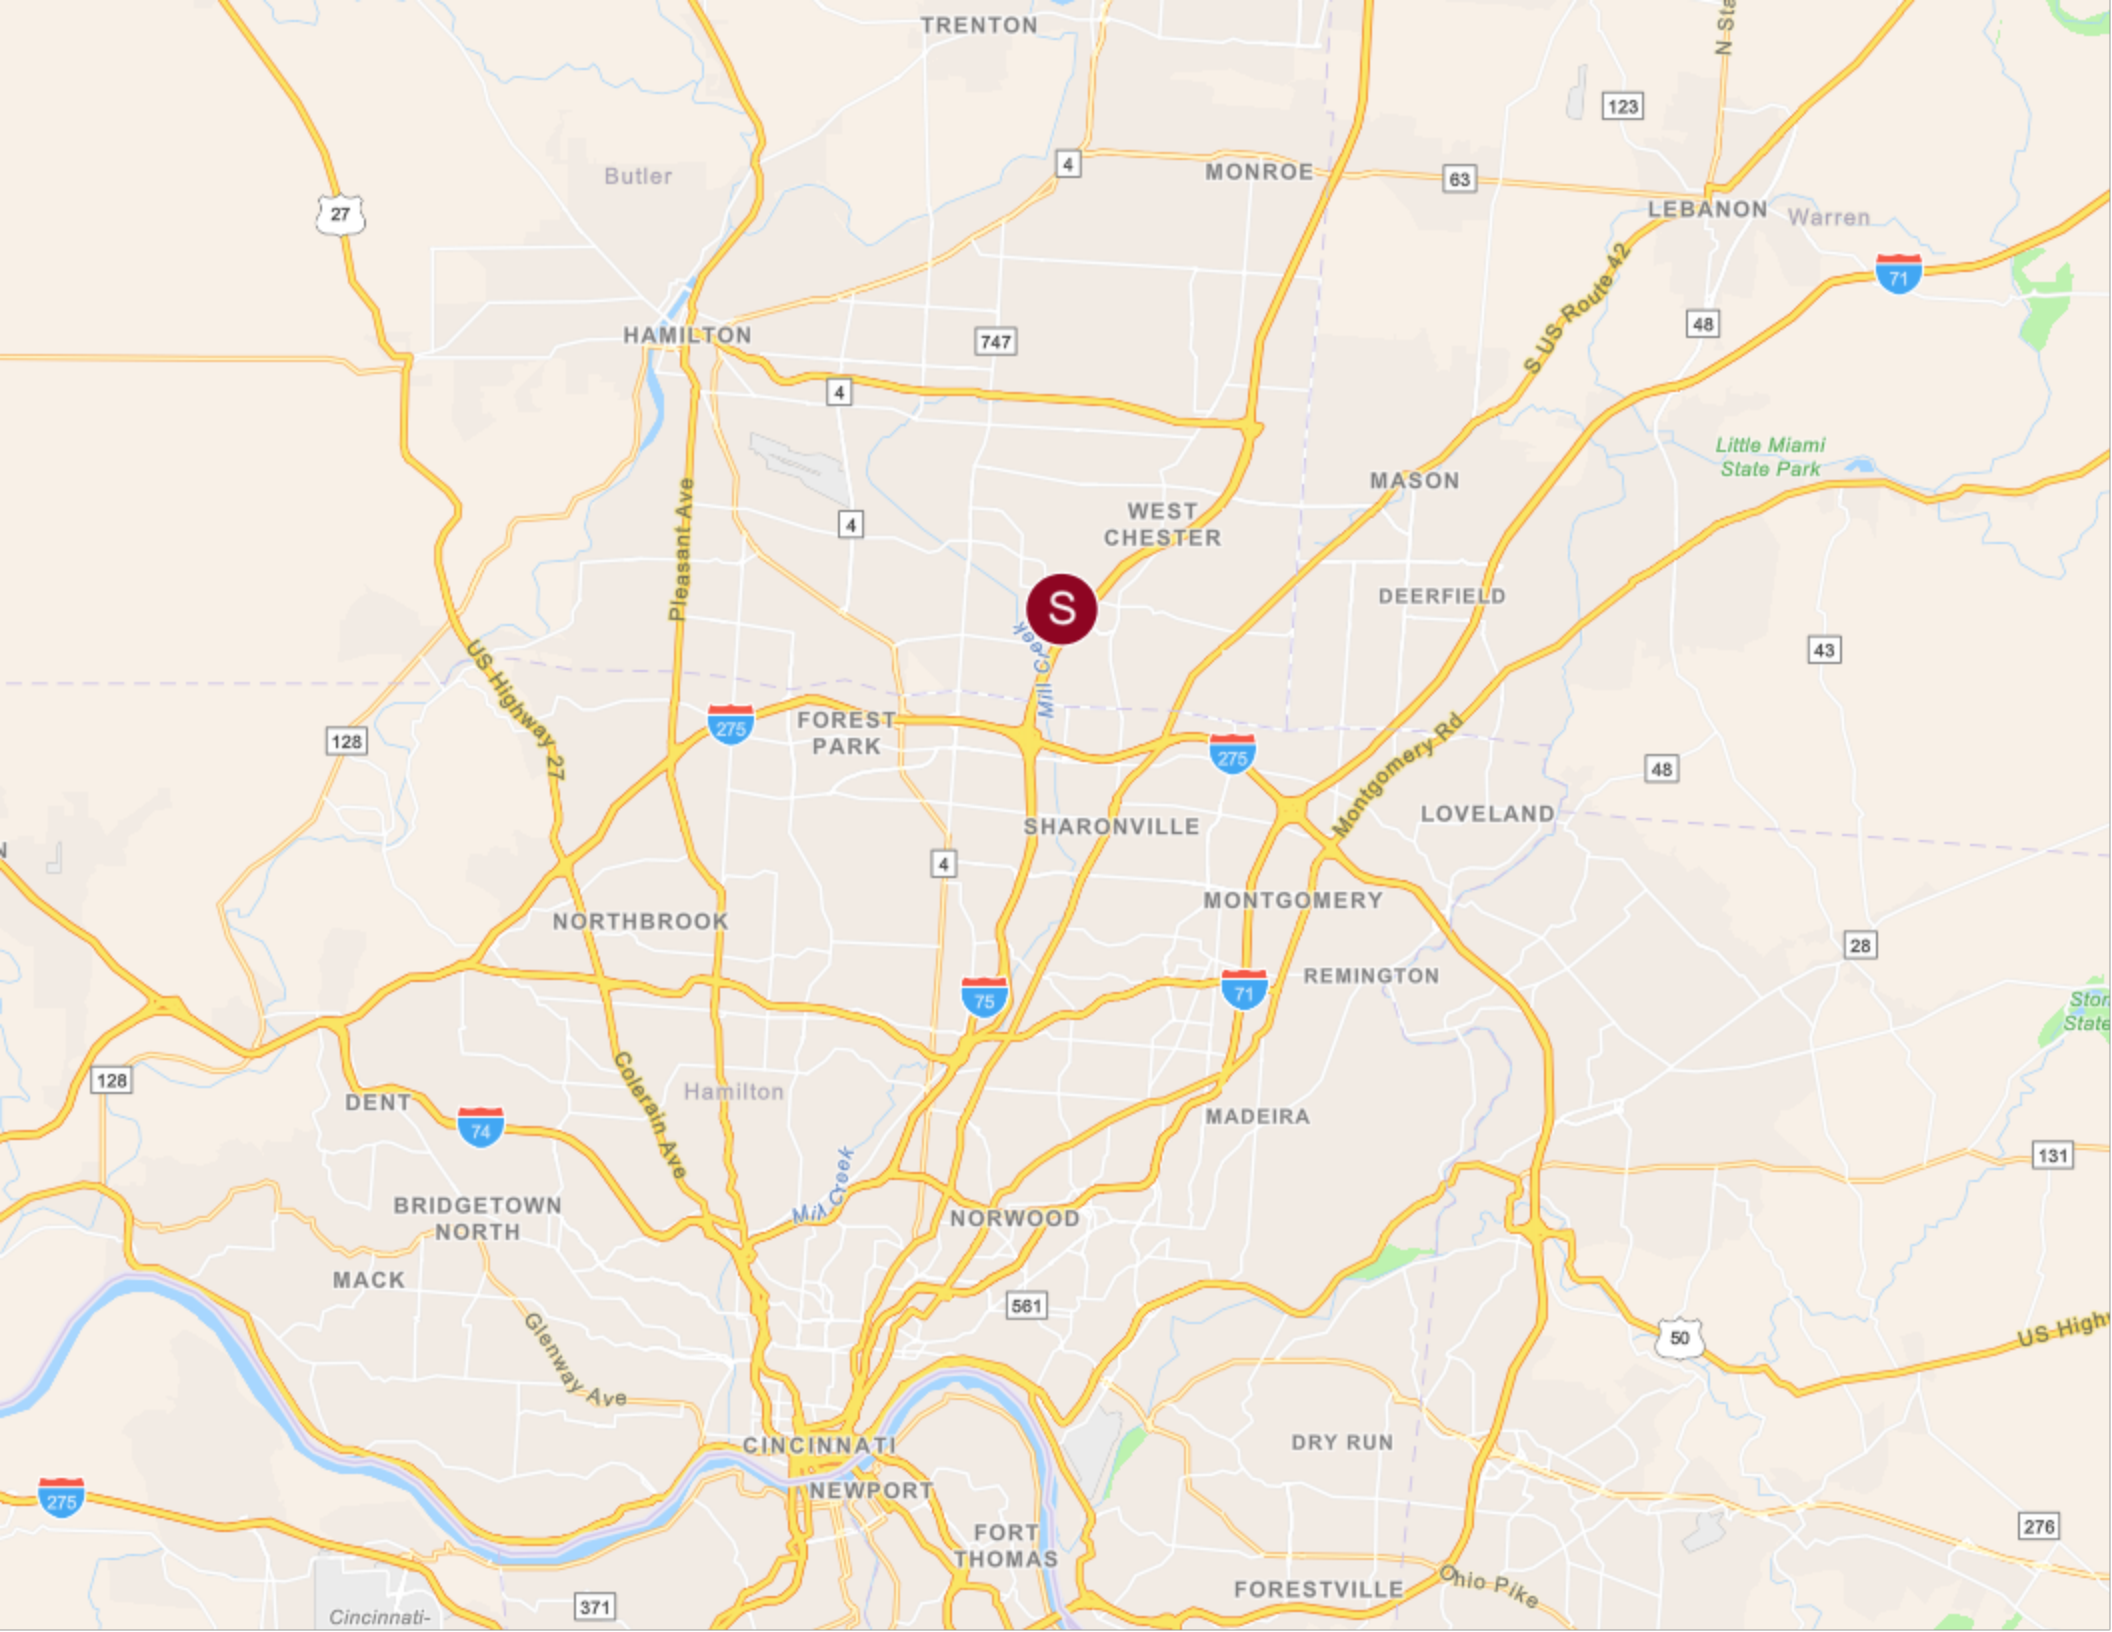 TRENTON
N Sta
123
4
MONROE
63
Butler
27
LEBANON
Warren
71
S US Route 42
48
HAMILTON
747
4
Little Miami
State Park
MASON
Pleasant Ave
WEST
CHESTER
4
DEERFIELD
S
Mill Creek
43
US Highway 27
128
275
FOREST
PARK
275
Montgomery Rd
48
LOVELAND
SHARONVILLE
N
4
MONTGOMERY
NORTHBROOK
28
75
71
REMINGTON
Ston
State
128
DENT
74
Colerain Ave
Hamilton
MADEIRA
131
Mill Creek
BRIDGETOWN
NORTH
NORWOOD
MACK
561
Glenway Ave
50
US Highw
CINCINNATI
DRY RUN
NEWPORT
275
FORT
THOMAS
276
Ohio Pike
FORESTVILLE
371
Cincinnati-